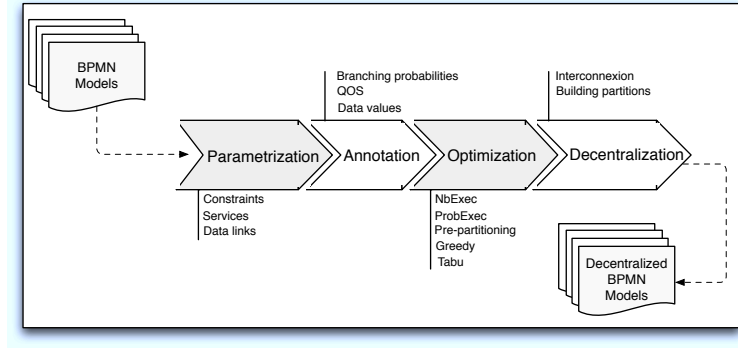 BPMN
Models
Branching probabilities
QOS
Data values
Interconnexion
Building partitions
Parametrization
Annotation
Optimization
Decentralization
Constraints
Services
Data links
NbExec
ProbExec
Pre-partitioning
Greedy
Tabu
Decentralized
BPMN
Models